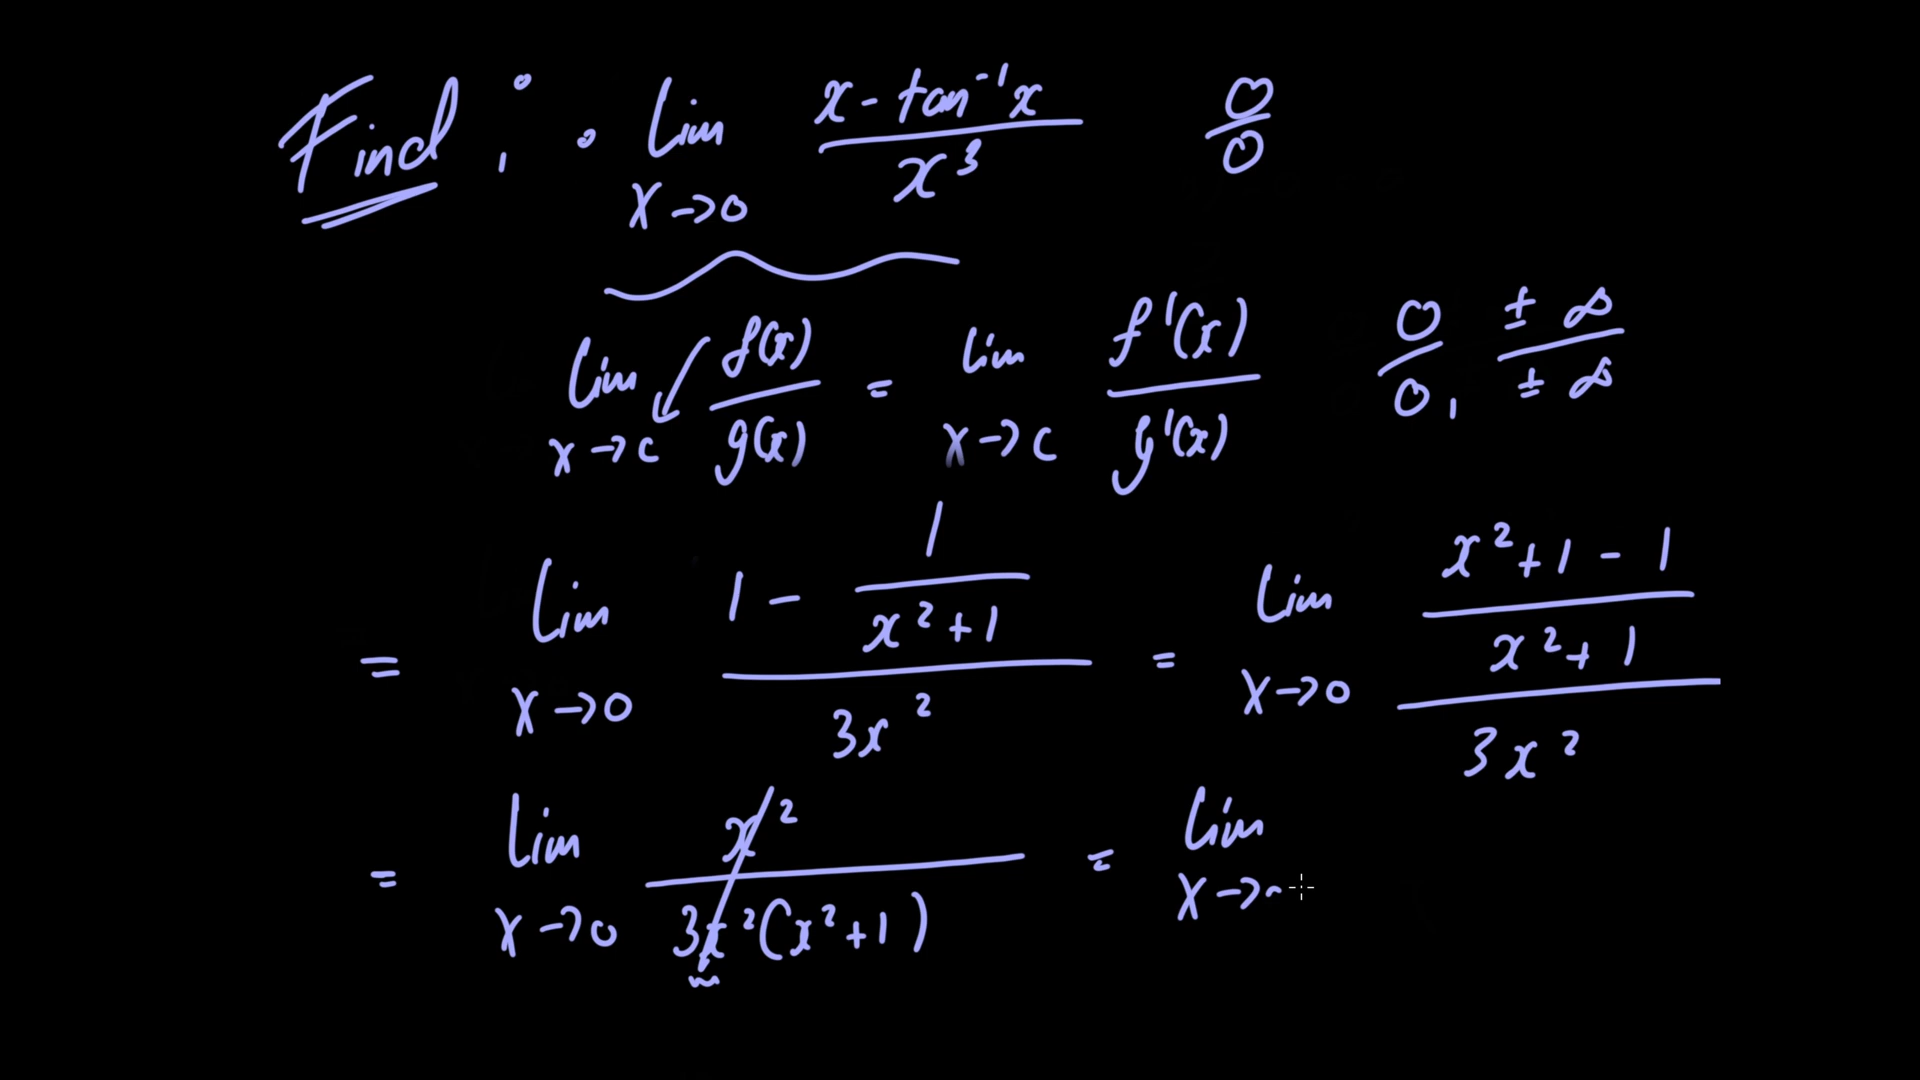 Find : lim x→0 (x - tan⁻¹x)/x³ 0/0
lim x→c f(x)/g(x) = lim x→c f'(x)/g'(x) 0/0, ±∞/±∞
= lim x→0 (1 - 1/(x²+1))/(3x²) = lim x→0 ((x²+1-1)/(x²+1))/(3x²)
= lim x→0 x²/(3x²(x²+1)) = lim x→